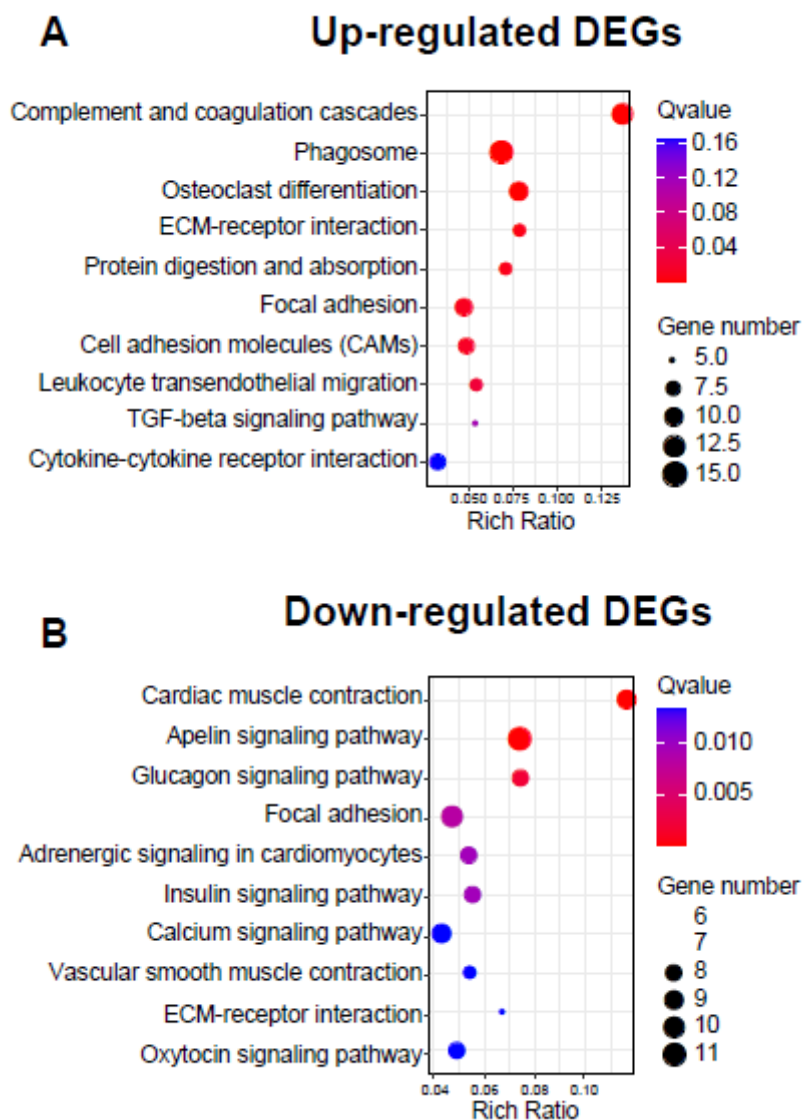 A
Up-regulated DEGs
Complement and coagulation cascades
Phagosome
Osteoclast differentiation
ECM-receptor interaction
Protein digestion and absorption
Focal adhesion
Cell adhesion molecules (CAMs)
Leukocyte transendothelial migration
TGF-beta signaling pathway
Cytokine-cytokine receptor interaction
0.050 0.075 0.100 0.125
Rich Ratio
Qvalue
0.16
0.12
0.08
0.04
Gene number
5.0
7.5
10.0
12.5
15.0
B
Down-regulated DEGs
Cardiac muscle contraction
Apelin signaling pathway
Glucagon signaling pathway
Focal adhesion
Adrenergic signaling in cardiomyocytes
Insulin signaling pathway
Calcium signaling pathway
Vascular smooth muscle contraction
ECM-receptor interaction
Oxytocin signaling pathway
0.04 0.06 0.08 0.10
Rich Ratio
Qvalue
0.010
0.005
Gene number
6
7
8
9
10
11